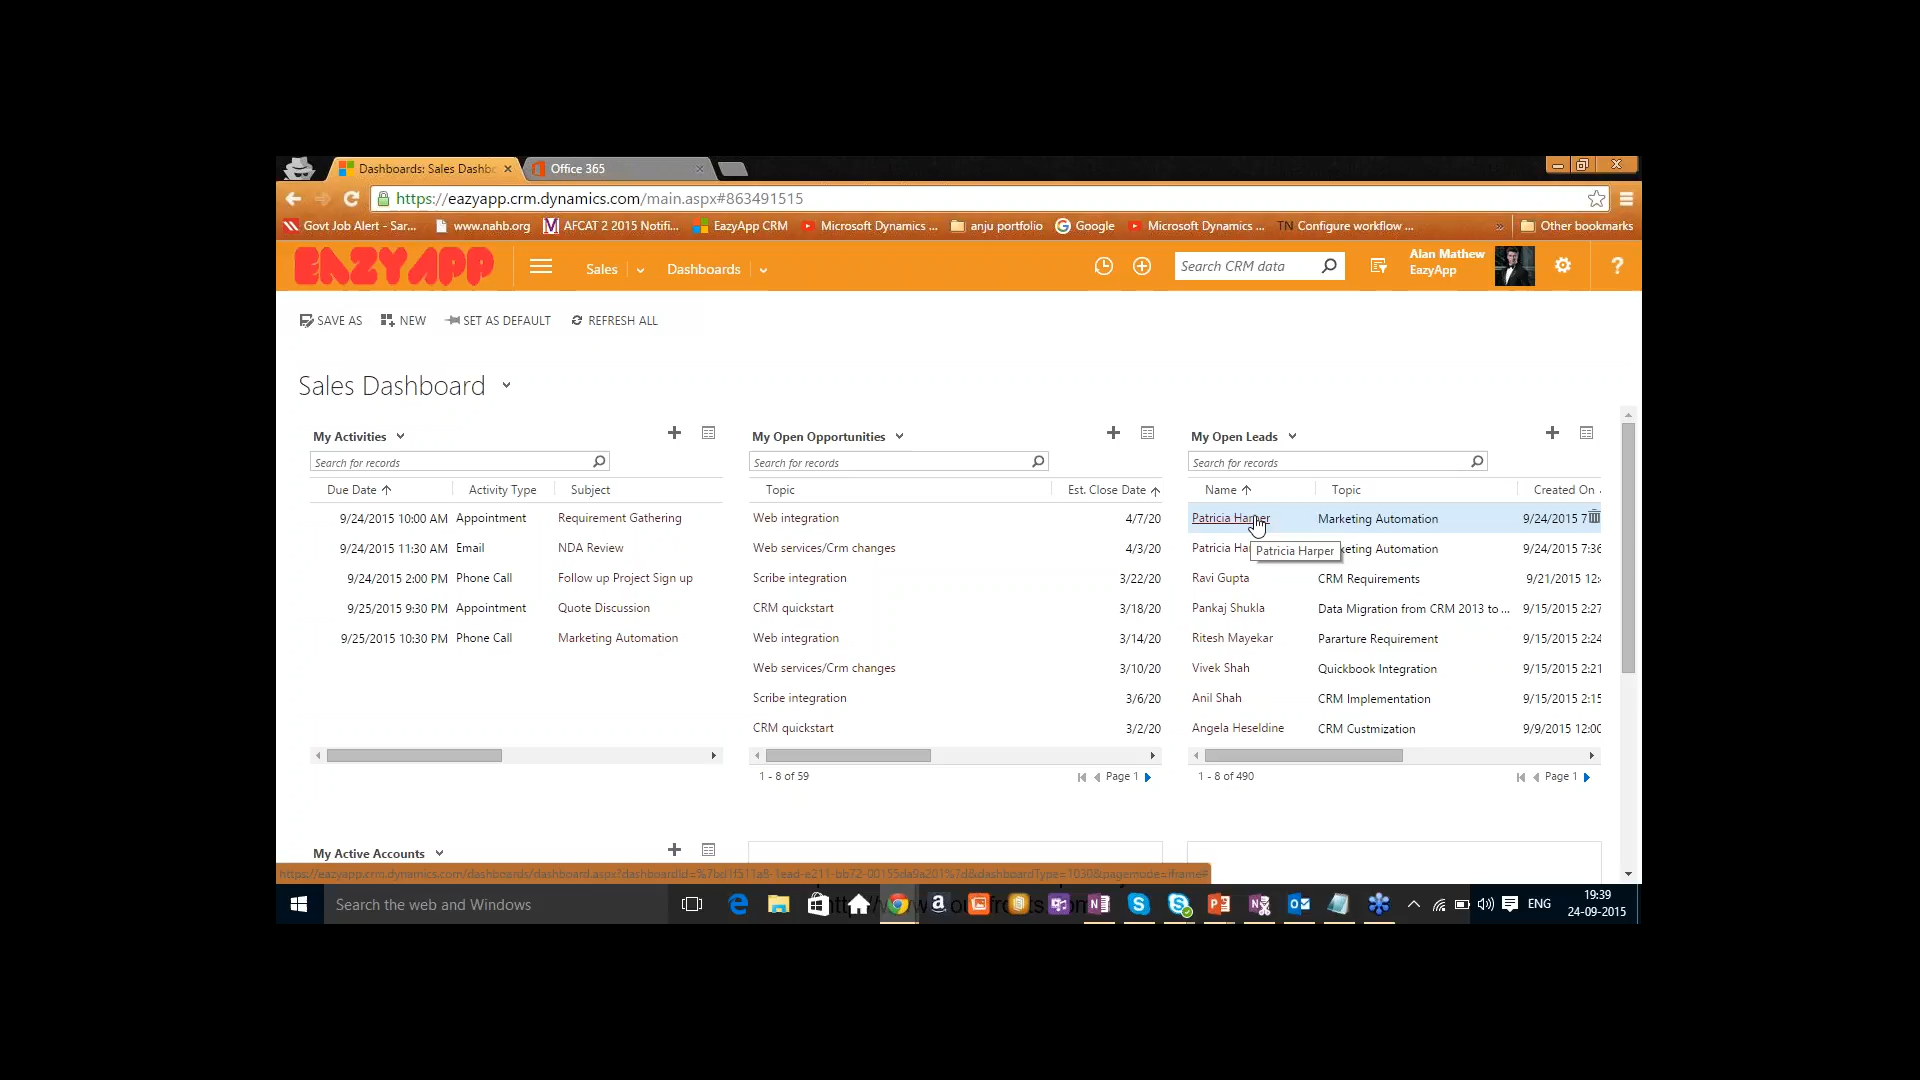 Dashboards: Sales Dashbo
Office 365
https://eazyapp.crm.dynamics.com/main.aspx#863491515
Govt Job Alert - Sar... www.nahb.org AFCAT 2 2015 Notifi... EazyApp CRM Microsoft Dynamics ... anju portfolio Google Microsoft Dynamics ... TN Configure workflow ... » Other bookmarks
EAZYAPP
Sales
Dashboards
Search CRM data
Alan Mathew
EazyApp
?
SAVE AS NEW SET AS DEFAULT REFRESH ALL
Sales Dashboard
My Activities
Search for records
Due Date Activity Type Subject
9/24/2015 10:00 AM Appointment Requirement Gathering
9/24/2015 11:30 AM Email NDA Review
9/24/2015 2:00 PM Phone Call Follow up Project Sign up
9/25/2015 9:30 PM Appointment Quote Discussion
9/25/2015 10:30 PM Phone Call Marketing Automation
My Open Opportunities
Search for records
Topic Est. Close Date
Web integration 4/7/20
Web services/Crm changes 4/3/20
Scribe integration 3/22/20
CRM quickstart 3/18/20
Web integration 3/14/20
Web services/Crm changes 3/10/20
Scribe integration 3/6/20
CRM quickstart 3/2/20
1 - 8 of 59 Page 1
My Open Leads
Search for records
Name Topic Created On
Patricia Harper Marketing Automation 9/24/2015 7
Patricia Ha keting Automation 9/24/2015 7:36
Patricia Harper
Ravi Gupta CRM Requirements 9/21/2015 12:
Pankaj Shukla Data Migration from CRM 2013 to ... 9/15/2015 2:27
Ritesh Mayekar Pararture Requirement 9/15/2015 2:24
Vivek Shah Quickbook Integration 9/15/2015 2:21
Anil Shah CRM Implementation 9/15/2015 2:15
Angela Heseldine CRM Custmization 9/9/2015 12:00
1 - 8 of 490 Page 1
My Active Accounts
Search the web and Windows
ENG
19:39
24-09-2015